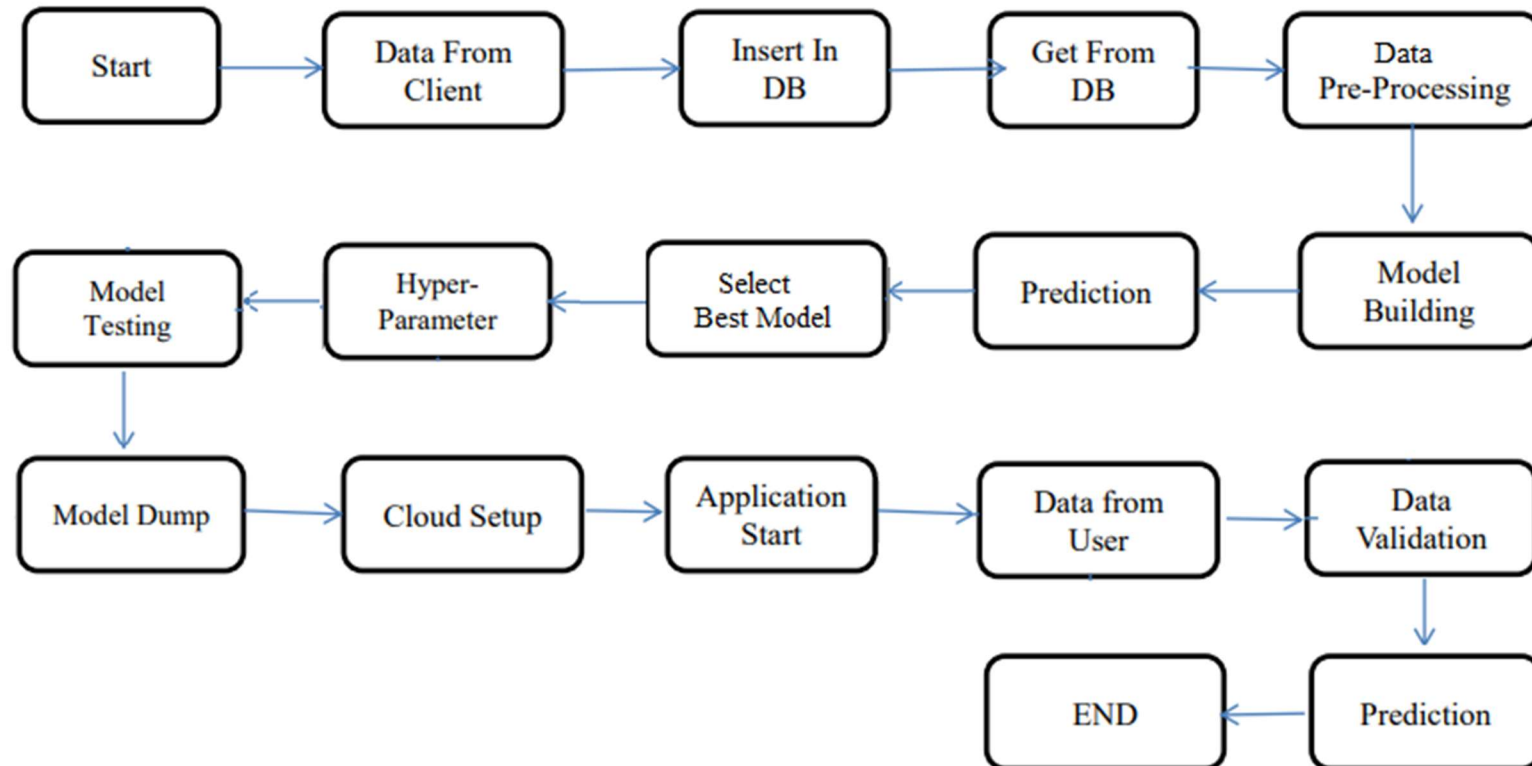 Start
Data From
Client
Insert In
DB
Get From
DB
Data
Pre-Processing
Model
Building
Prediction
Select
Best Model
Hyper-
Parameter
Model
Testing
Model Dump
Cloud Setup
Application
Start
Data from
User
Data
Validation
Prediction
END